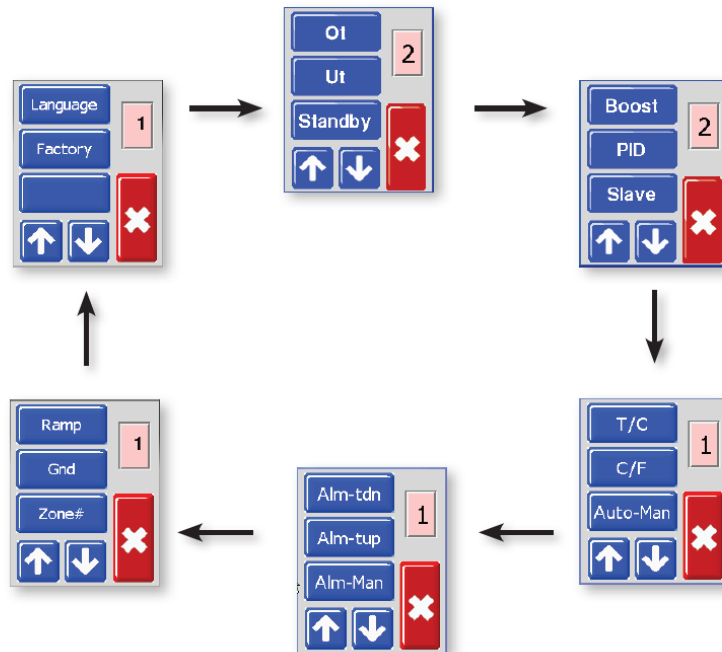 Language
1
Factory
Ot
2
Ut
Standby
Boost
2
PID
Slave
T/C
1
C/F
Auto-Man
Alm-tdn
1
Alm-tup
Alm-Man
Ramp
1
Gnd
Zone#